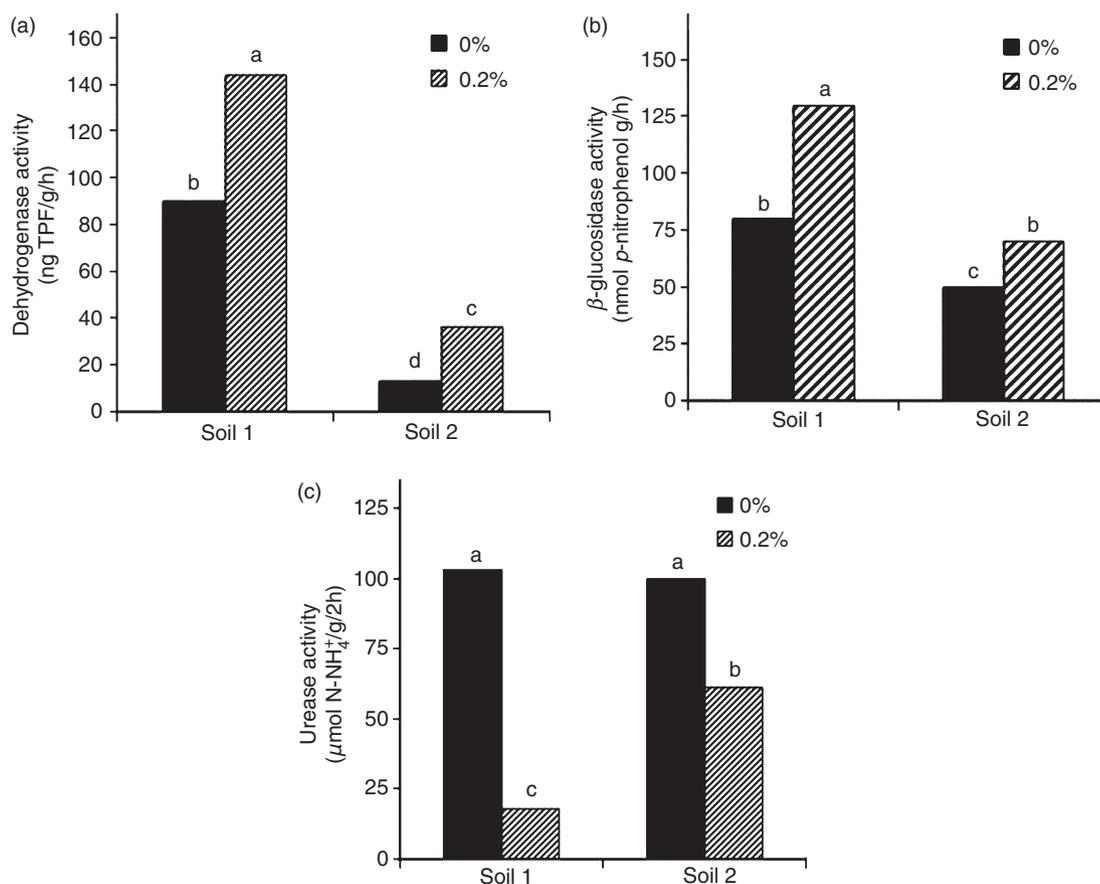 (a)
Dehydrogenase activity
(ng TPF/g/h)
160
140
120
100
80
60
40
20
0
0%
0.2%
b
a
d
c
Soil 1
Soil 2
(b)
β-glucosidase activity
(nmol p-nitrophenol g/h)
150
125
100
75
50
25
0
0%
0.2%
b
a
c
b
Soil 1
Soil 2
(c)
Urease activity
(μmol N-NH₄⁺/g/2h)
125
100
75
50
25
0
0%
0.2%
a
c
a
b
Soil 1
Soil 2